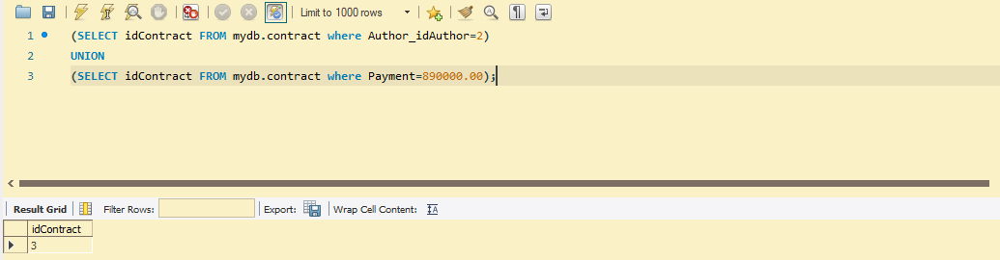 Limit to 1000 rows
1 (SELECT idContract FROM mydb.contract where Author_idAuthor=2)
2 UNION
3 (SELECT idContract FROM mydb.contract where Payment=890000.00);
Result Grid Filter Rows: Export: Wrap Cell Content:
idContract
3